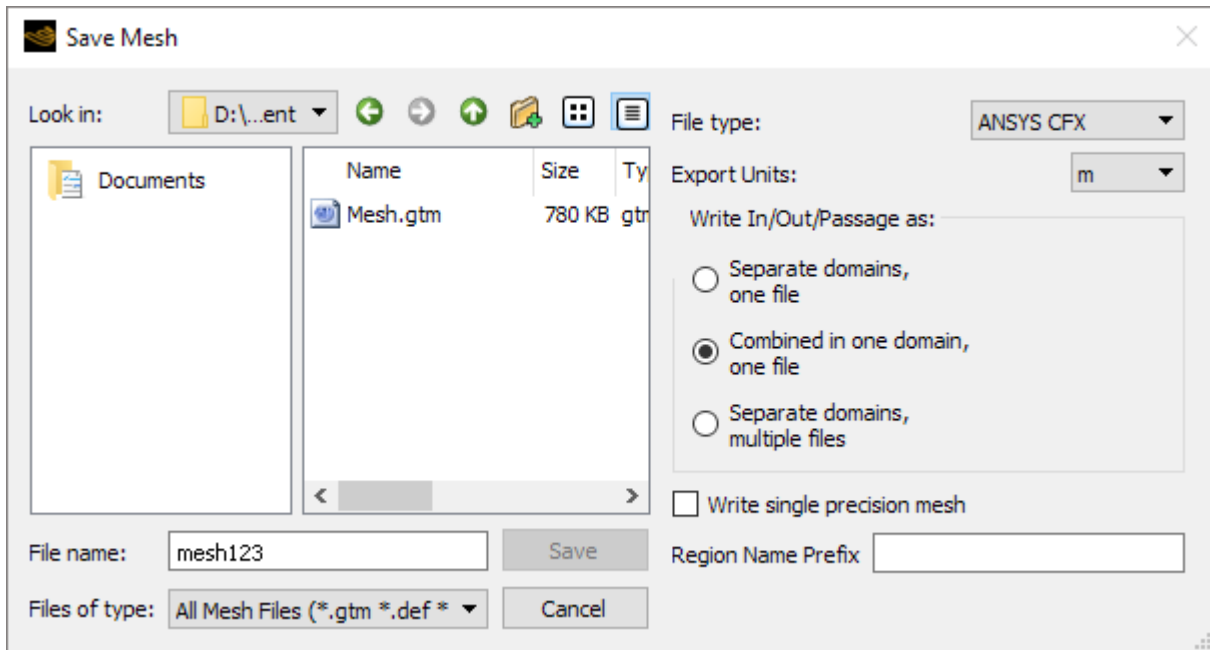 Save Mesh
Look in:
D:\...ent
File type:
ANSYS CFX
Documents
Name
Size
Ty
Export Units:
m
Mesh.gtm
780 KB
gtm
Write In/Out/Passage as:
Separate domains,
one file
Combined in one domain,
one file
Separate domains,
multiple files
Write single precision mesh
File name:
mesh123
Save
Region Name Prefix
Files of type:
All Mesh Files (*.gtm *.def *
Cancel